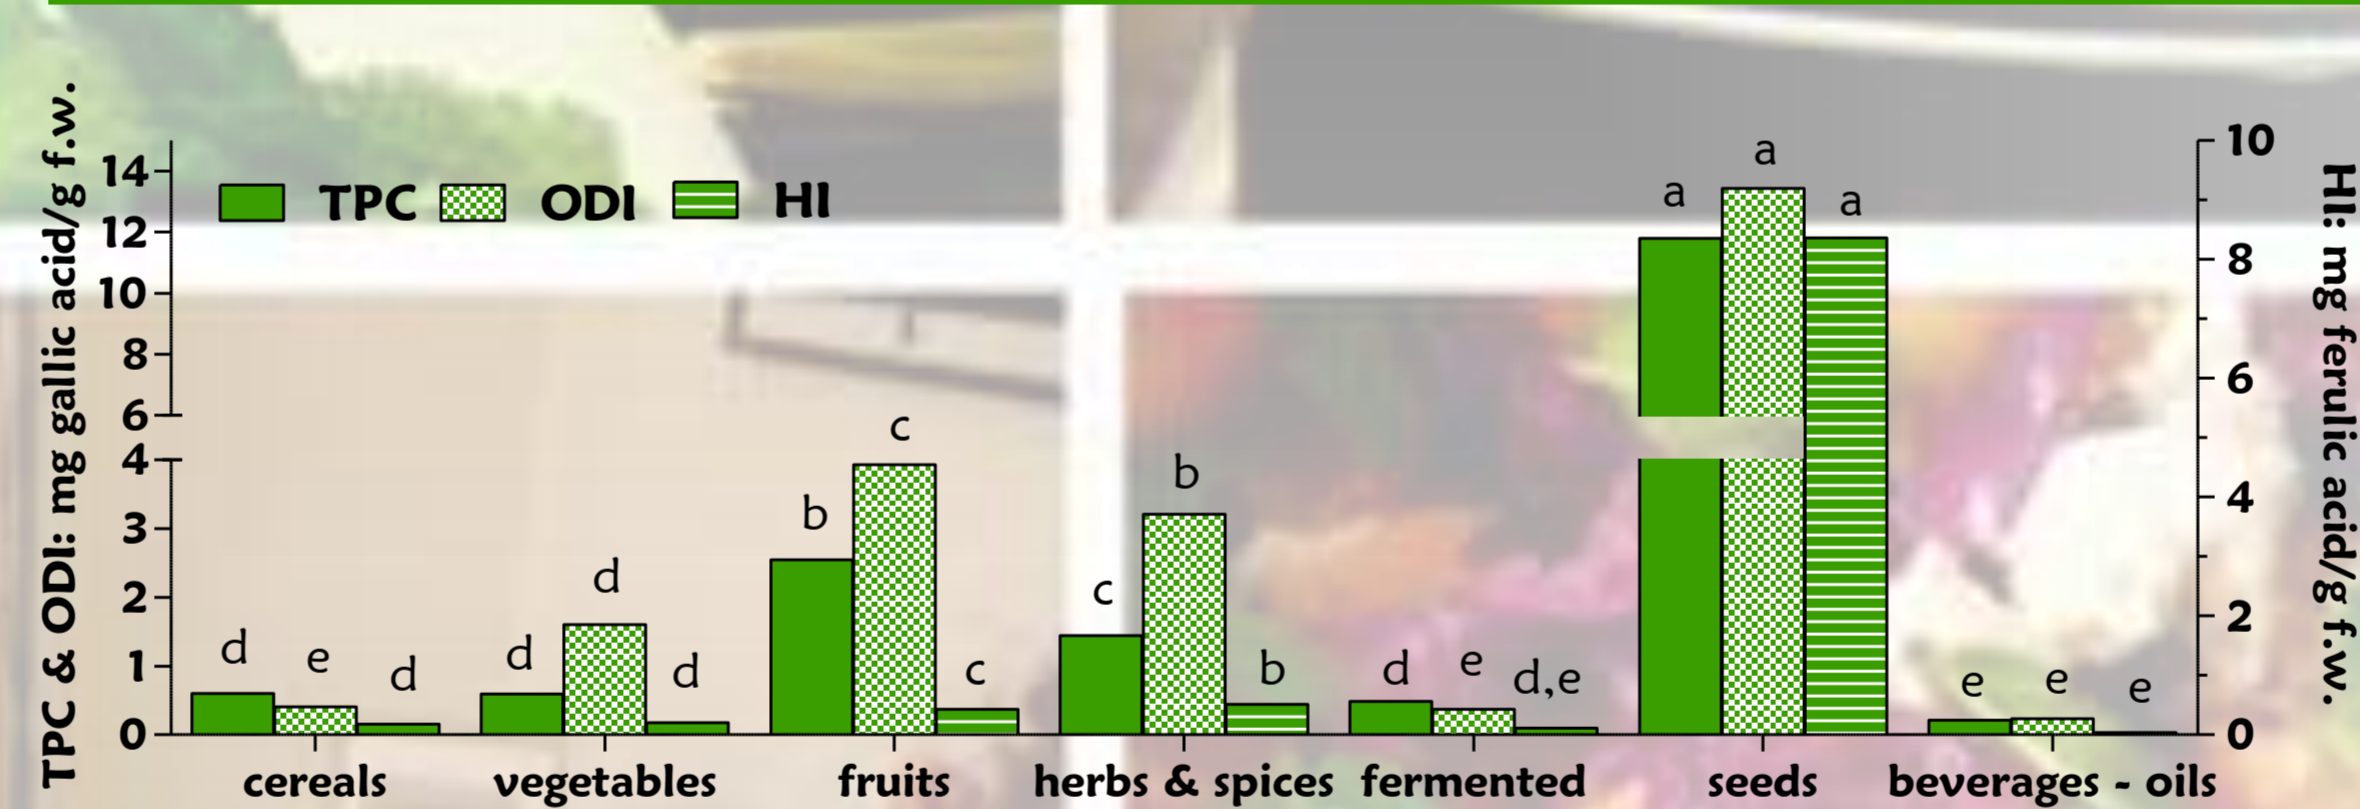 TPC & ODI: mg gallic acid/g f.w.
14
12
10
8
6
4
3
2
1
0
TPC ODI HI
d e d
d d d
b c c
c b b
d e d,e
a a a
e e e
cereals vegetables fruits herbs & spices fermented seeds beverages - oils
10
8
6
4
2
0
HI: mg ferulic acid/g f.w.